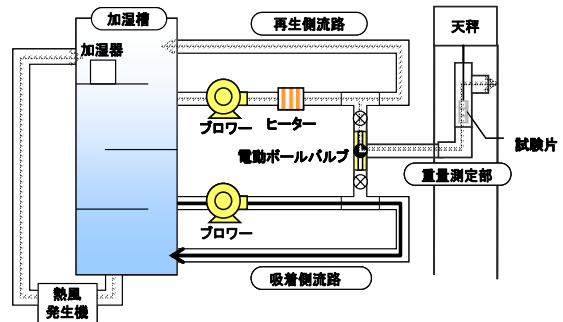 加湿槽
再生側流路
天秤
加湿器
ブロワー
ヒーター
電動ボールバルブ
試験片
重量測定部
ブロワー
吸着側流路
熱風
発生機